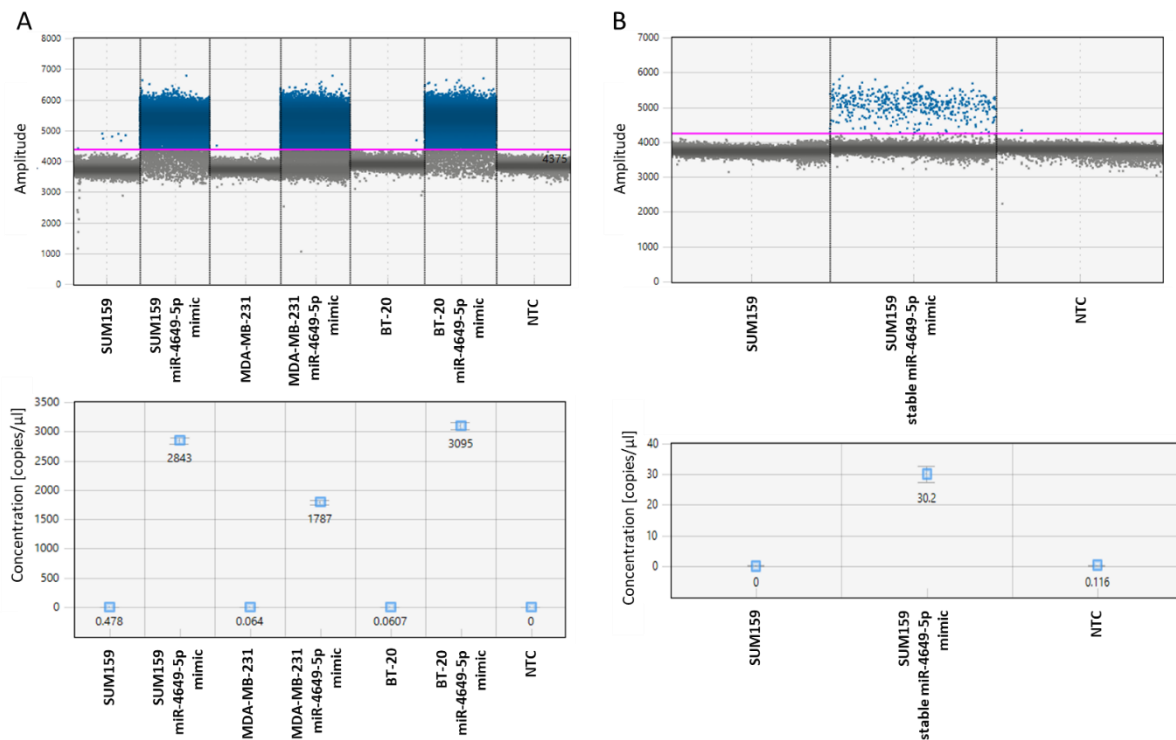 A
8000
7000
6000
5000
4000
3000
2000
1000
0
Amplitude
4375
SUM159
SUM159
miR-4649-5p
mimic
MDA-MB-231
MDA-MB-231
miR-4649-5p
mimic
BT-20
BT-20
miR-4649-5p
mimic
NTC
3500
3000
2500
2000
1500
1000
500
0
Concentration [copies/μl]
0.478
2843
0.064
1787
0.0607
3095
0
SUM159
SUM159
miR-4649-5p
mimic
MDA-MB-231
MDA-MB-231
miR-4649-5p
mimic
BT-20
BT-20
miR-4649-5p
mimic
NTC
B
7000
6000
5000
4000
3000
2000
1000
0
Amplitude
SUM159
SUM159
stable miR-4649-5p
mimic
NTC
40
30
20
10
0
Concentration [copies/μl]
0
30.2
0.116
SUM159
SUM159
stable miR-4649-5p
mimic
NTC